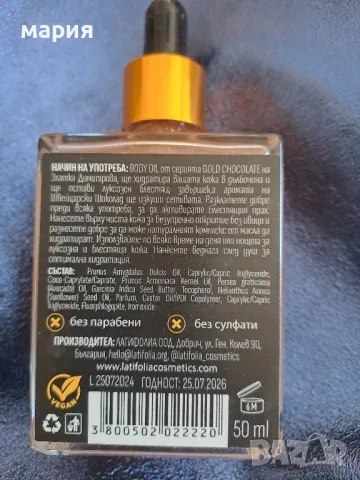 мария
НАЧИН НА УПОТРЕБА: BODY OIL от серията GOLD CHOCOLATE на
Златка Димитрова, ще хидратира вашата кожа в дълбочина и
ще остави луксозен блестящ завършек,а аромата на
Швейцарски Шоколад ще изкуши сетивата. Разклатете добре
преди всяка употреба, за да активирате блестящия прах.
Нанесете върху чиста кожа за безупречно покритие без ивици и
разнесете добре за да може натуралният комплекс от масла да
хидратират. Използвайте по всяко време на деня или нощта за
луксозна и блестяща кожа. Нанесете веднага след душ за
оптимална хидратация.
СЪСТАВ: Prunus Amygdalus Dulcis Oil, Caprylic/Capric Triglyceride,
Coco-Caprylate/Caprate, Prunus Armeniaca Kernel Oil, Persea gratissima
(Avocado) Oil, Garcinia Indica Seed Butter, Tocopherol, Helianthus Annuus
(Sunflower) Seed Oil, Parfum, Castor Oil/IPDI Copolymer, Caprylic/Capric
triglyceride, Fluorphlogopite, Iron oxide.
без парабени без сулфати
ПРОИЗВОДИТЕЛ: ЛАТИФОЛИА ООД, Добрич, ул. Ген. Колев 90,
България, hello@latifolia.org, @latifolia_cosmetics
www.latifoliacosmetics.com
L 25072024 ГОДНОСТ: 25.07.2026
VEGAN
6M
3 800502 022220
50 ml
BAZAR